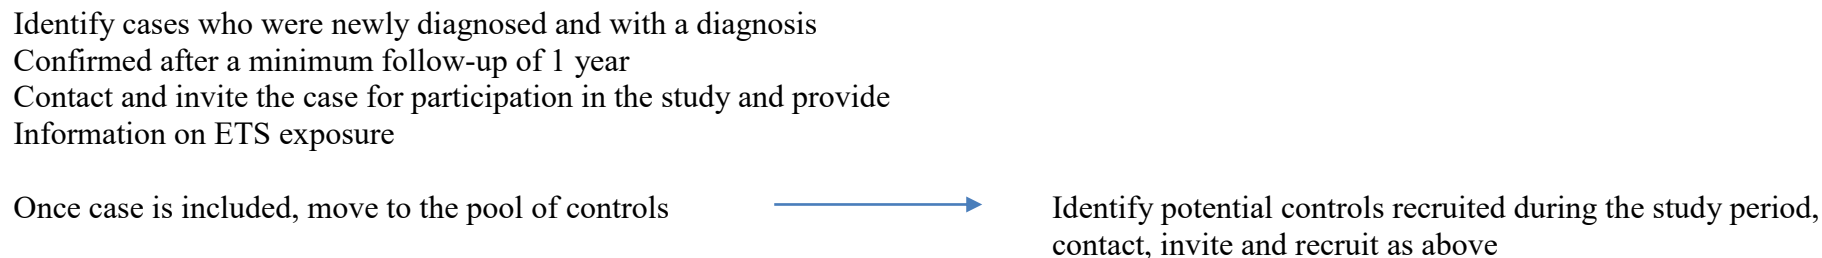 Identify cases who were newly diagnosed and with a diagnosis
Confirmed after a minimum follow-up of 1 year
Contact and invite the case for participation in the study and provide
Information on ETS exposure
Once case is included, move to the pool of controls
Identify potential controls recruited during the study period,
contact, invite and recruit as above